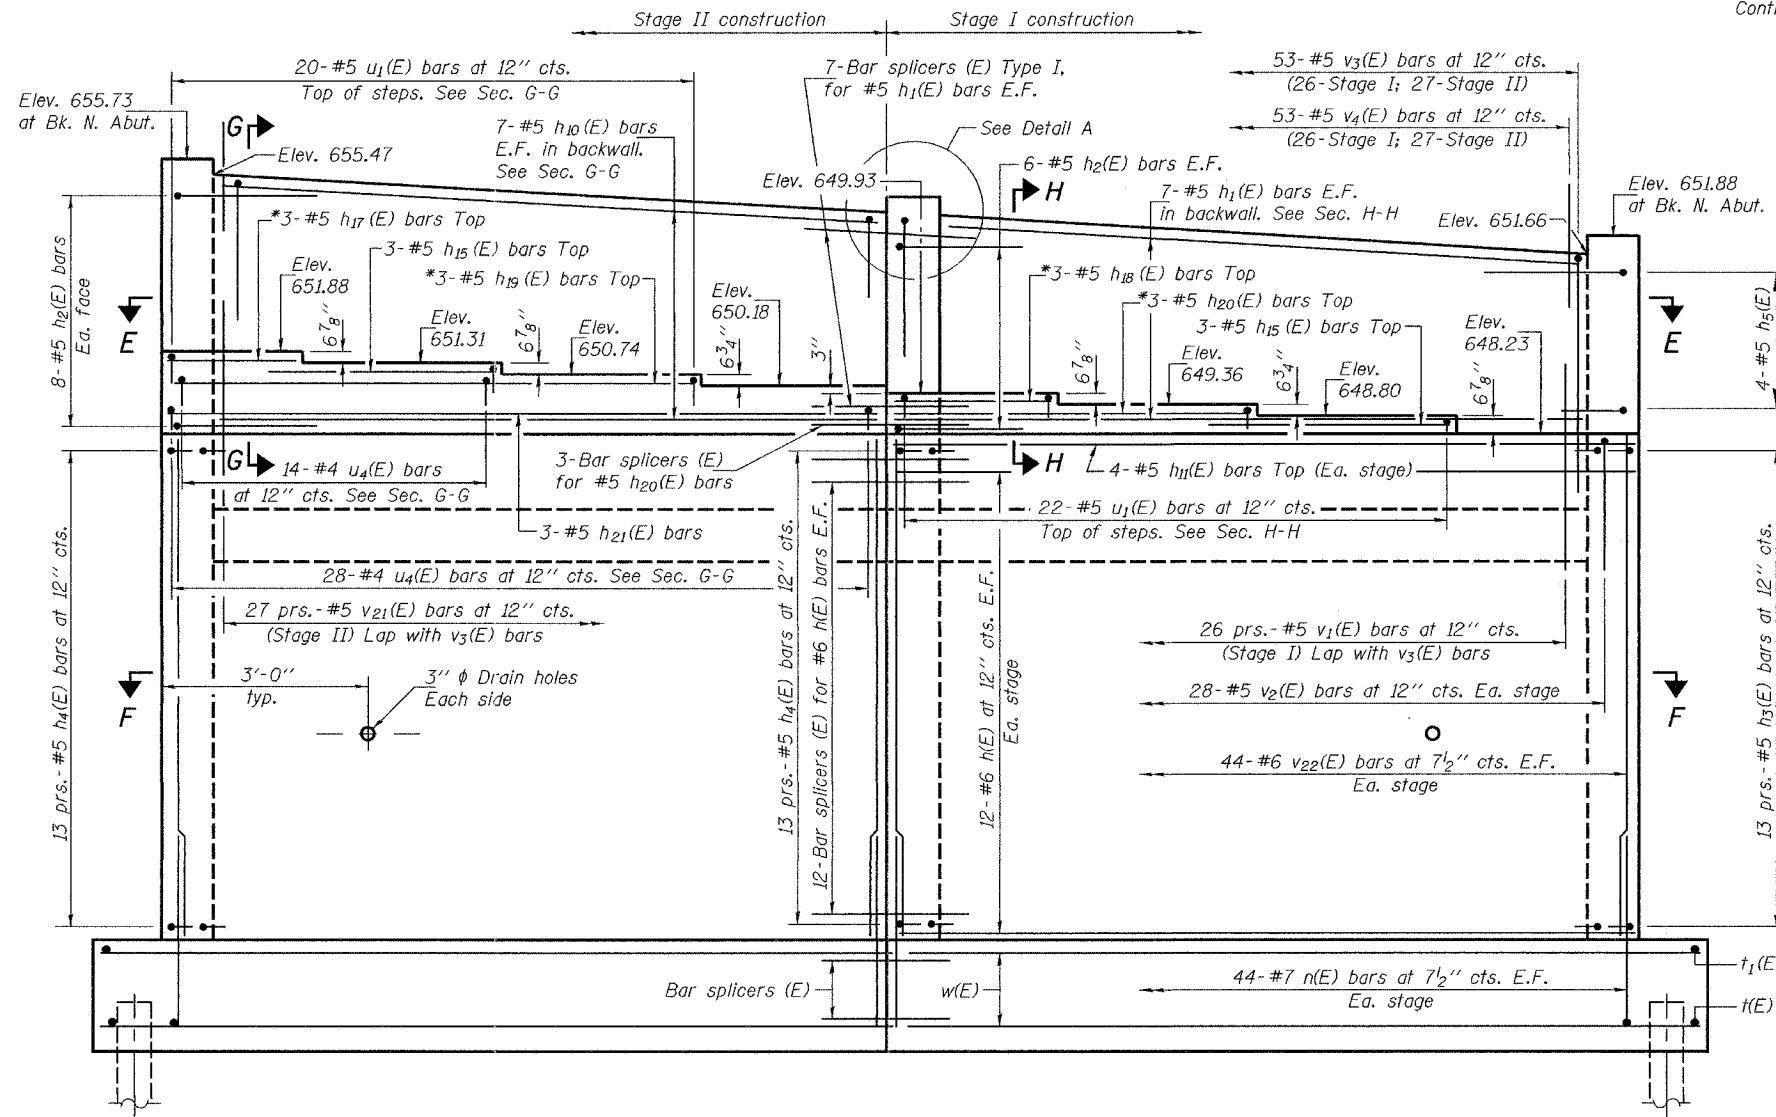 Conti
Stage II construction
Stage I construction
20-#5 u1(E) bars at 12" cts.
Top of steps. See Sec. G-G
7-Bar splicers (E) Type I,
for #5 h1(E) bars E.F.
53-#5 v3(E) bars at 12" cts.
(26-Stage I; 27-Stage II)
Elev. 655.73
at Bk. N. Abut.
53-#5 v4(E) bars at 12" cts.
(26-Stage I; 27-Stage II)
G
7-#5 h10(E) bars
E.F. in backwall.
See Sec. G-G
See Detail A
Elev. 655.47
6-#5 h2(E) bars E.F.
Elev. 649.93
H
7-#5 h1(E) bars E.F.
in backwall. See Sec. H-H
Elev. 651.66
Elev. 651.88
at Bk. N. Abut.
*3-#5 h17(E) bars Top
3-#5 h15(E) bars Top
*3-#5 h19(E) bars Top
8-#5 h2(E) bars
Ea. face
Elev.
651.88
6 7/8"
Elev.
651.31
6 7/8"
Elev.
650.74
6 3/4"
Elev.
650.18
3"
*3-#5 h18(E) bars Top
*3-#5 h20(E) bars Top
3-#5 h15(E) bars Top
6 7/8"
Elev.
649.36
6 3/4"
Elev.
648.80
6 7/8"
Elev.
648.23
E
E
4-#5 h5(E)
G
14-#4 u4(E) bars
at 12" cts. See Sec. G-G
3-Bar splicers (E)
for #5 h20(E) bars
H
4-#5 h11(E) bars Top (Ea. stage)
22-#5 u1(E) bars at 12" cts.
Top of steps. See Sec. H-H
3-#5 h21(E) bars
28-#4 u4(E) bars at 12" cts. See Sec. G-G
27 prs.-#5 v21(E) bars at 12" cts.
(Stage II) Lap with v3(E) bars
13 prs.-#5 h4(E) bars at 12" cts.
13 prs.-#5 h4(E) bars at 12" cts.
12-Bar splicers (E) for #6 h(E) bars E.F.
12-#6 h(E) at 12" cts. E.F.
Ea. stage
26 prs.-#5 v1(E) bars at 12" cts.
(Stage I) Lap with v3(E) bars
13 prs.-#5 h3(E) bars at 12" cts.
3'-0"
typ.
3" ϕ Drain holes
Each side
28-#5 v2(E) bars at 12" cts. Ea. stage
F
F
44-#6 v22(E) bars at 7 1/2" cts. E.F.
Ea. stage
Bar splicers (E)
w(E)
44-#7 n(E) bars at 7 1/2" cts. E.F.
Ea. stage
t1(E
t(E)